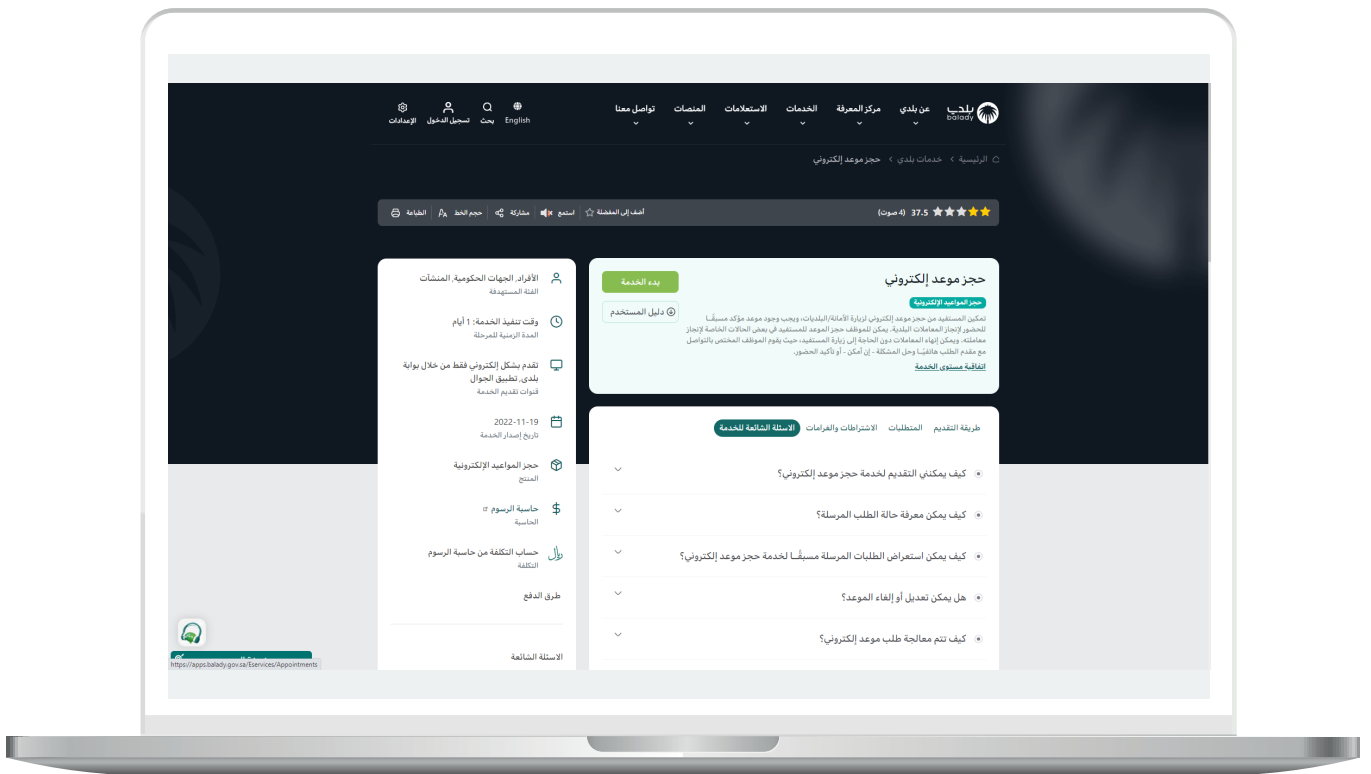 بلدي
balady
عن بلدي
مركز المعرفة
الخدمات
الاستعلامات
المنصات
تواصل معنا
English
بحث
تسجيل الدخول
الإعدادات
الرئيسية > خدمات بلدي > حجز موعد إلكتروني
37.5 (4 صوت)
أضف إلى المفضلة
استمع
مشاركة
حجم الخط
الطباعة
حجز موعد إلكتروني
حجز المواعيد الإلكترونية
تمكين المستفيد من حجز موعد إلكتروني لزيارة الأمانة/البلديات، ويجب وجود موعد مؤكد مسبقًا
للحضور لإنجاز المعاملات البلدية. يمكن للموظف حجز الموعد للمستفيد في بعض الحالات الخاصة لإنجاز
معاملته. ويمكن إنهاء المعاملات دون الحاجة إلى زيارة المستفيد، حيث يقوم الموظف المختص بالتواصل
مع مقدم الطلب هاتفيًا وحل المشكلة - إن أمكن - أو تأكيد الحضور.
اتفاقية مستوى الخدمة
بدء الخدمة
دليل المستخدم
طريقة التقديم
المتطلبات
الاشتراطات والغرامات
الاسئلة الشائعة للخدمة
كيف يمكنني التقديم لخدمة حجز موعد إلكتروني؟
كيف يمكن معرفة حالة الطلب المرسلة؟
كيف يمكن استعراض الطلبات المرسلة مسبقًا لخدمة حجز موعد إلكتروني؟
هل يمكن تعديل أو إلغاء الموعد؟
كيف تتم معالجة طلب موعد إلكتروني؟
الأفراد, الجهات الحكومية, المنشآت
الفئة المستهدفة
وقت تنفيذ الخدمة: 1 أيام
المدة الزمنية للمرحلة
تقدم بشكل إلكتروني فقط من خلال بوابة
بلدي, تطبيق الجوال
قنوات تقديم الخدمة
2022-11-19
تاريخ إصدار الخدمة
حجز المواعيد الإلكترونية
المنتج
حاسبة الرسوم
الحاسبة
حساب التكلفة من حاسبة الرسوم
التكلفة
طرق الدفع
الاسئلة الشائعة
https://apps.balady.gov.sa/Eservices/Appointments